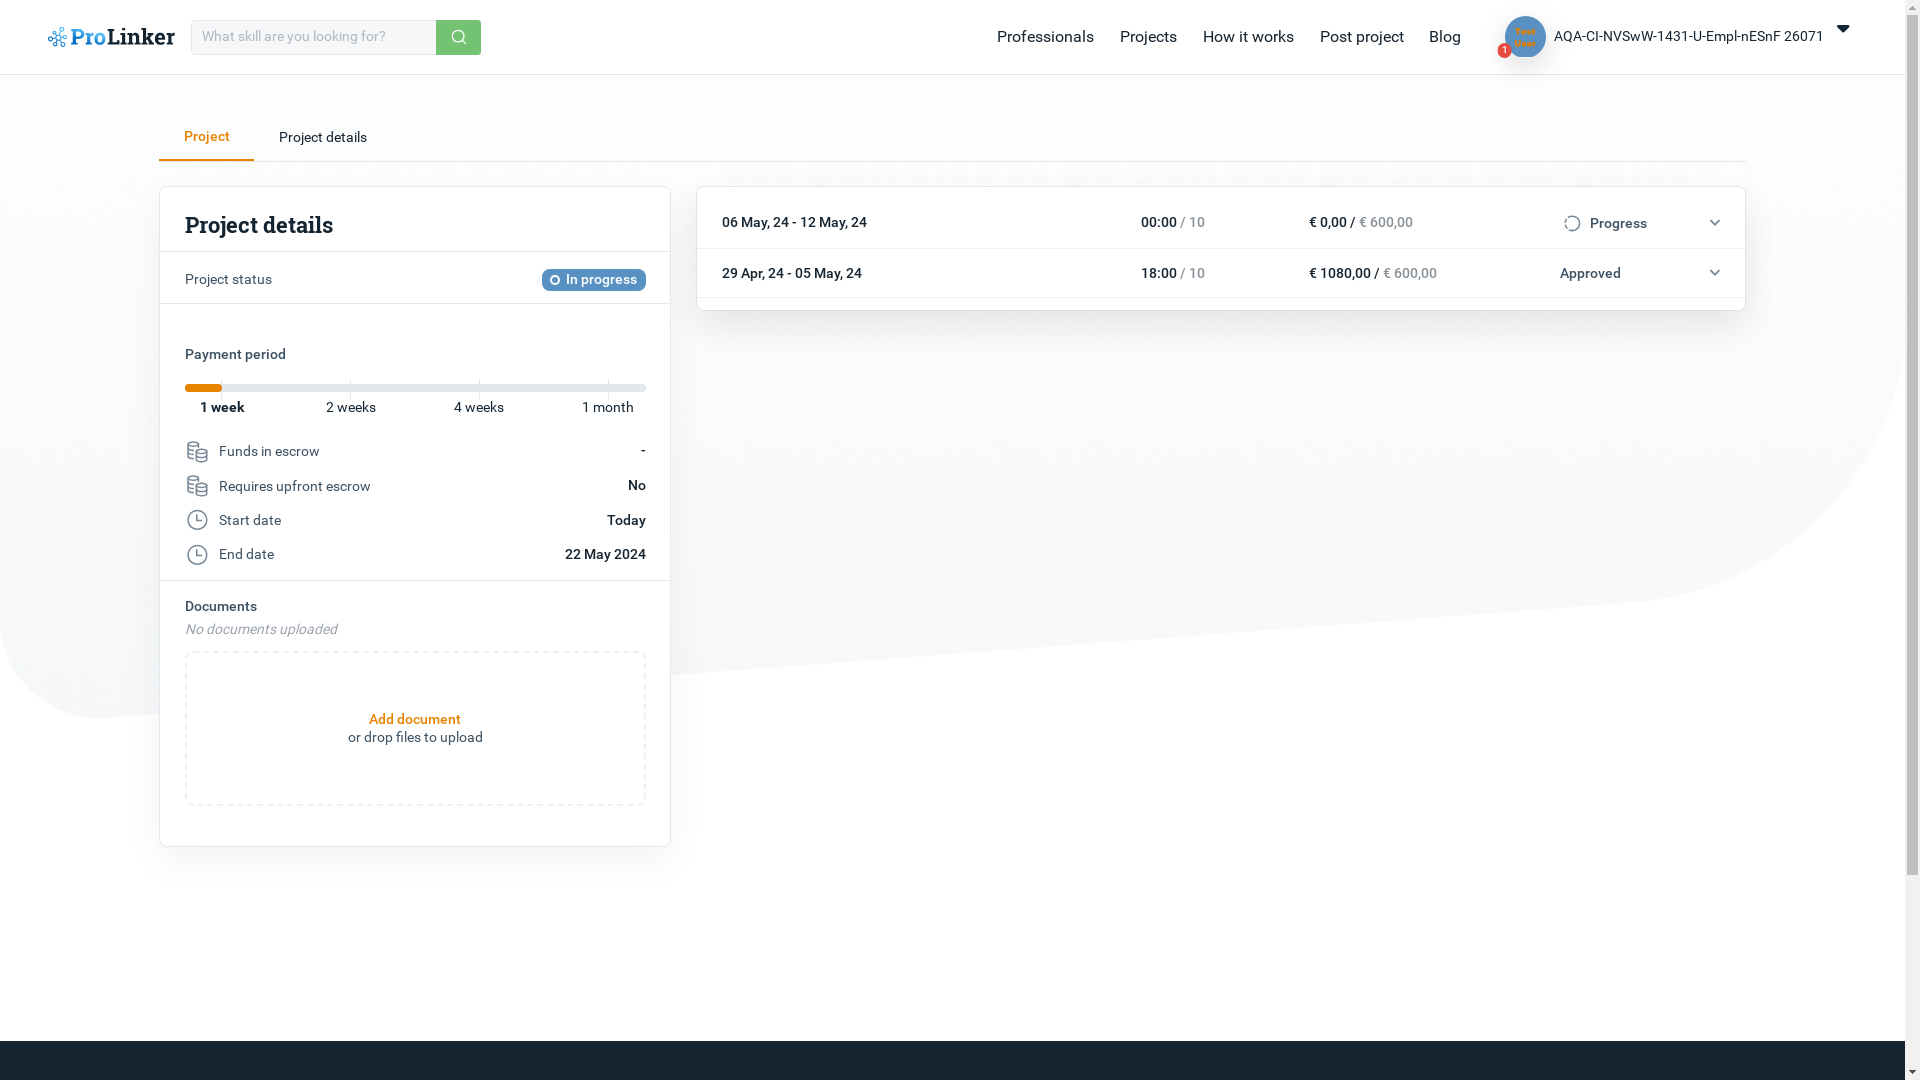 ProLinker
What skill are you looking for?
Professionals
Projects
How it works
Post project
Blog
Test
User
1
AQA-CI-NVSwW-1431-U-Empl-nESnF 26071
Project
Project details
Project details
Project status
In progress
Payment period
1 week
2 weeks
4 weeks
1 month
Funds in escrow
-
Requires upfront escrow
No
Start date
Today
End date
22 May 2024
Documents
No documents uploaded
Add document
or drop files to upload
06 May, 24 - 12 May, 24
00:00 / 10
€ 0,00 / € 600,00
Progress
29 Apr, 24 - 05 May, 24
18:00 / 10
€ 1080,00 / € 600,00
Approved